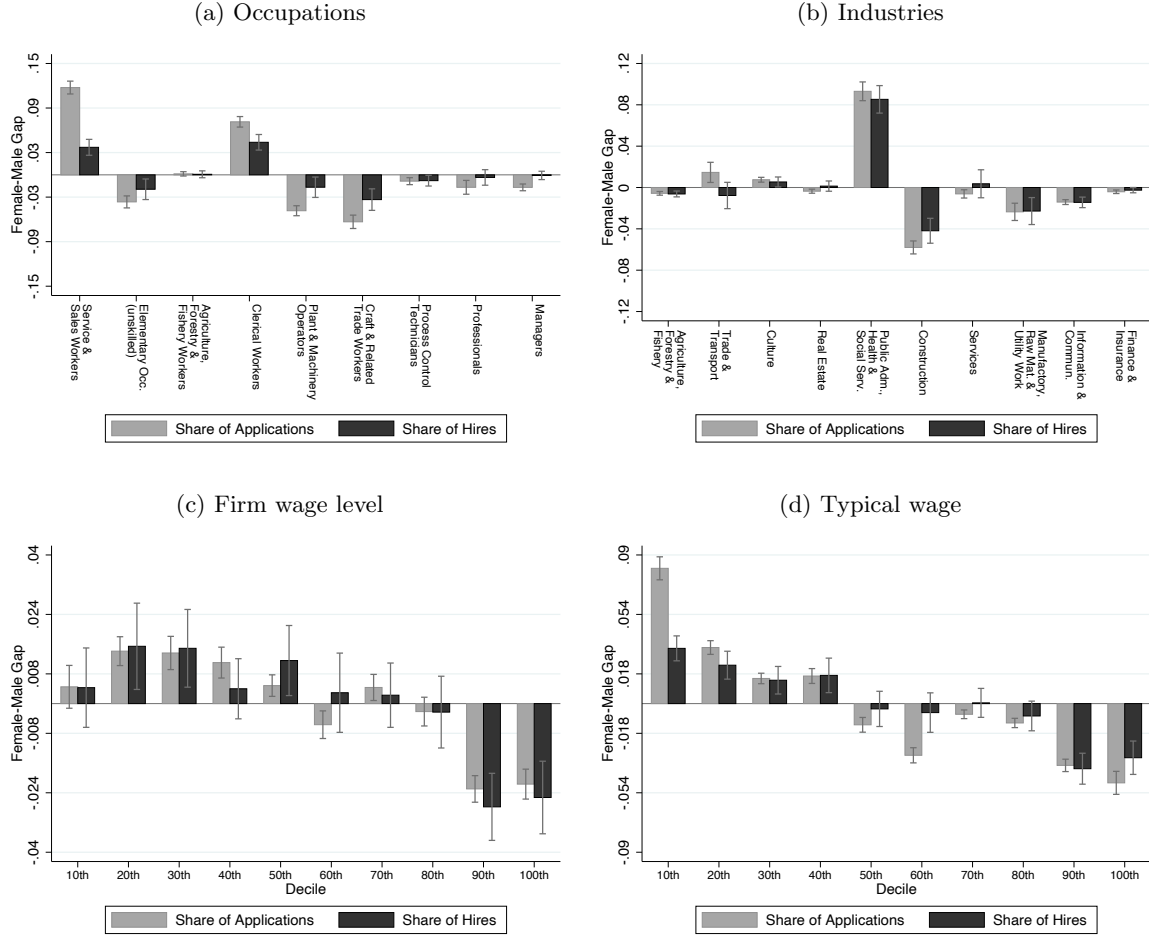 (a) Occupations
Female-Male Gap
.15
.09
.03
-.03
-.09
-.15
Service &
Sales Workers
Elementary Occ.
(unskilled)
Agriculture,
Forestry &
Fishery Workers
Clerical Workers
Plant & Machinery
Operators
Craft & Related
Trade Workers
Process Control
Technicians
Professionals
Managers
Share of Applications
Share of Hires
(b) Industries
Female-Male Gap
.12
.08
.04
0
-.04
-.08
-.12
Agriculture,
Forestry &
Fishery
Trade &
Transport
Culture
Real Estate
Public Adm.,
Health &
Social Serv.
Construction
Services
Manufactory,
Raw Mat. &
Utility Work
Information &
Commun.
Finance &
Insurance
Share of Applications
Share of Hires
(c) Firm wage level
Female-Male Gap
.04
.024
.008
-.008
-.024
-.04
10th
20th
30th
40th
50th
60th
70th
80th
90th
100th
Decile
Share of Applications
Share of Hires
(d) Typical wage
Female-Male Gap
.09
.054
.018
-.018
-.054
-.09
10th
20th
30th
40th
50th
60th
70th
80th
90th
100th
Decile
Share of Applications
Share of Hires